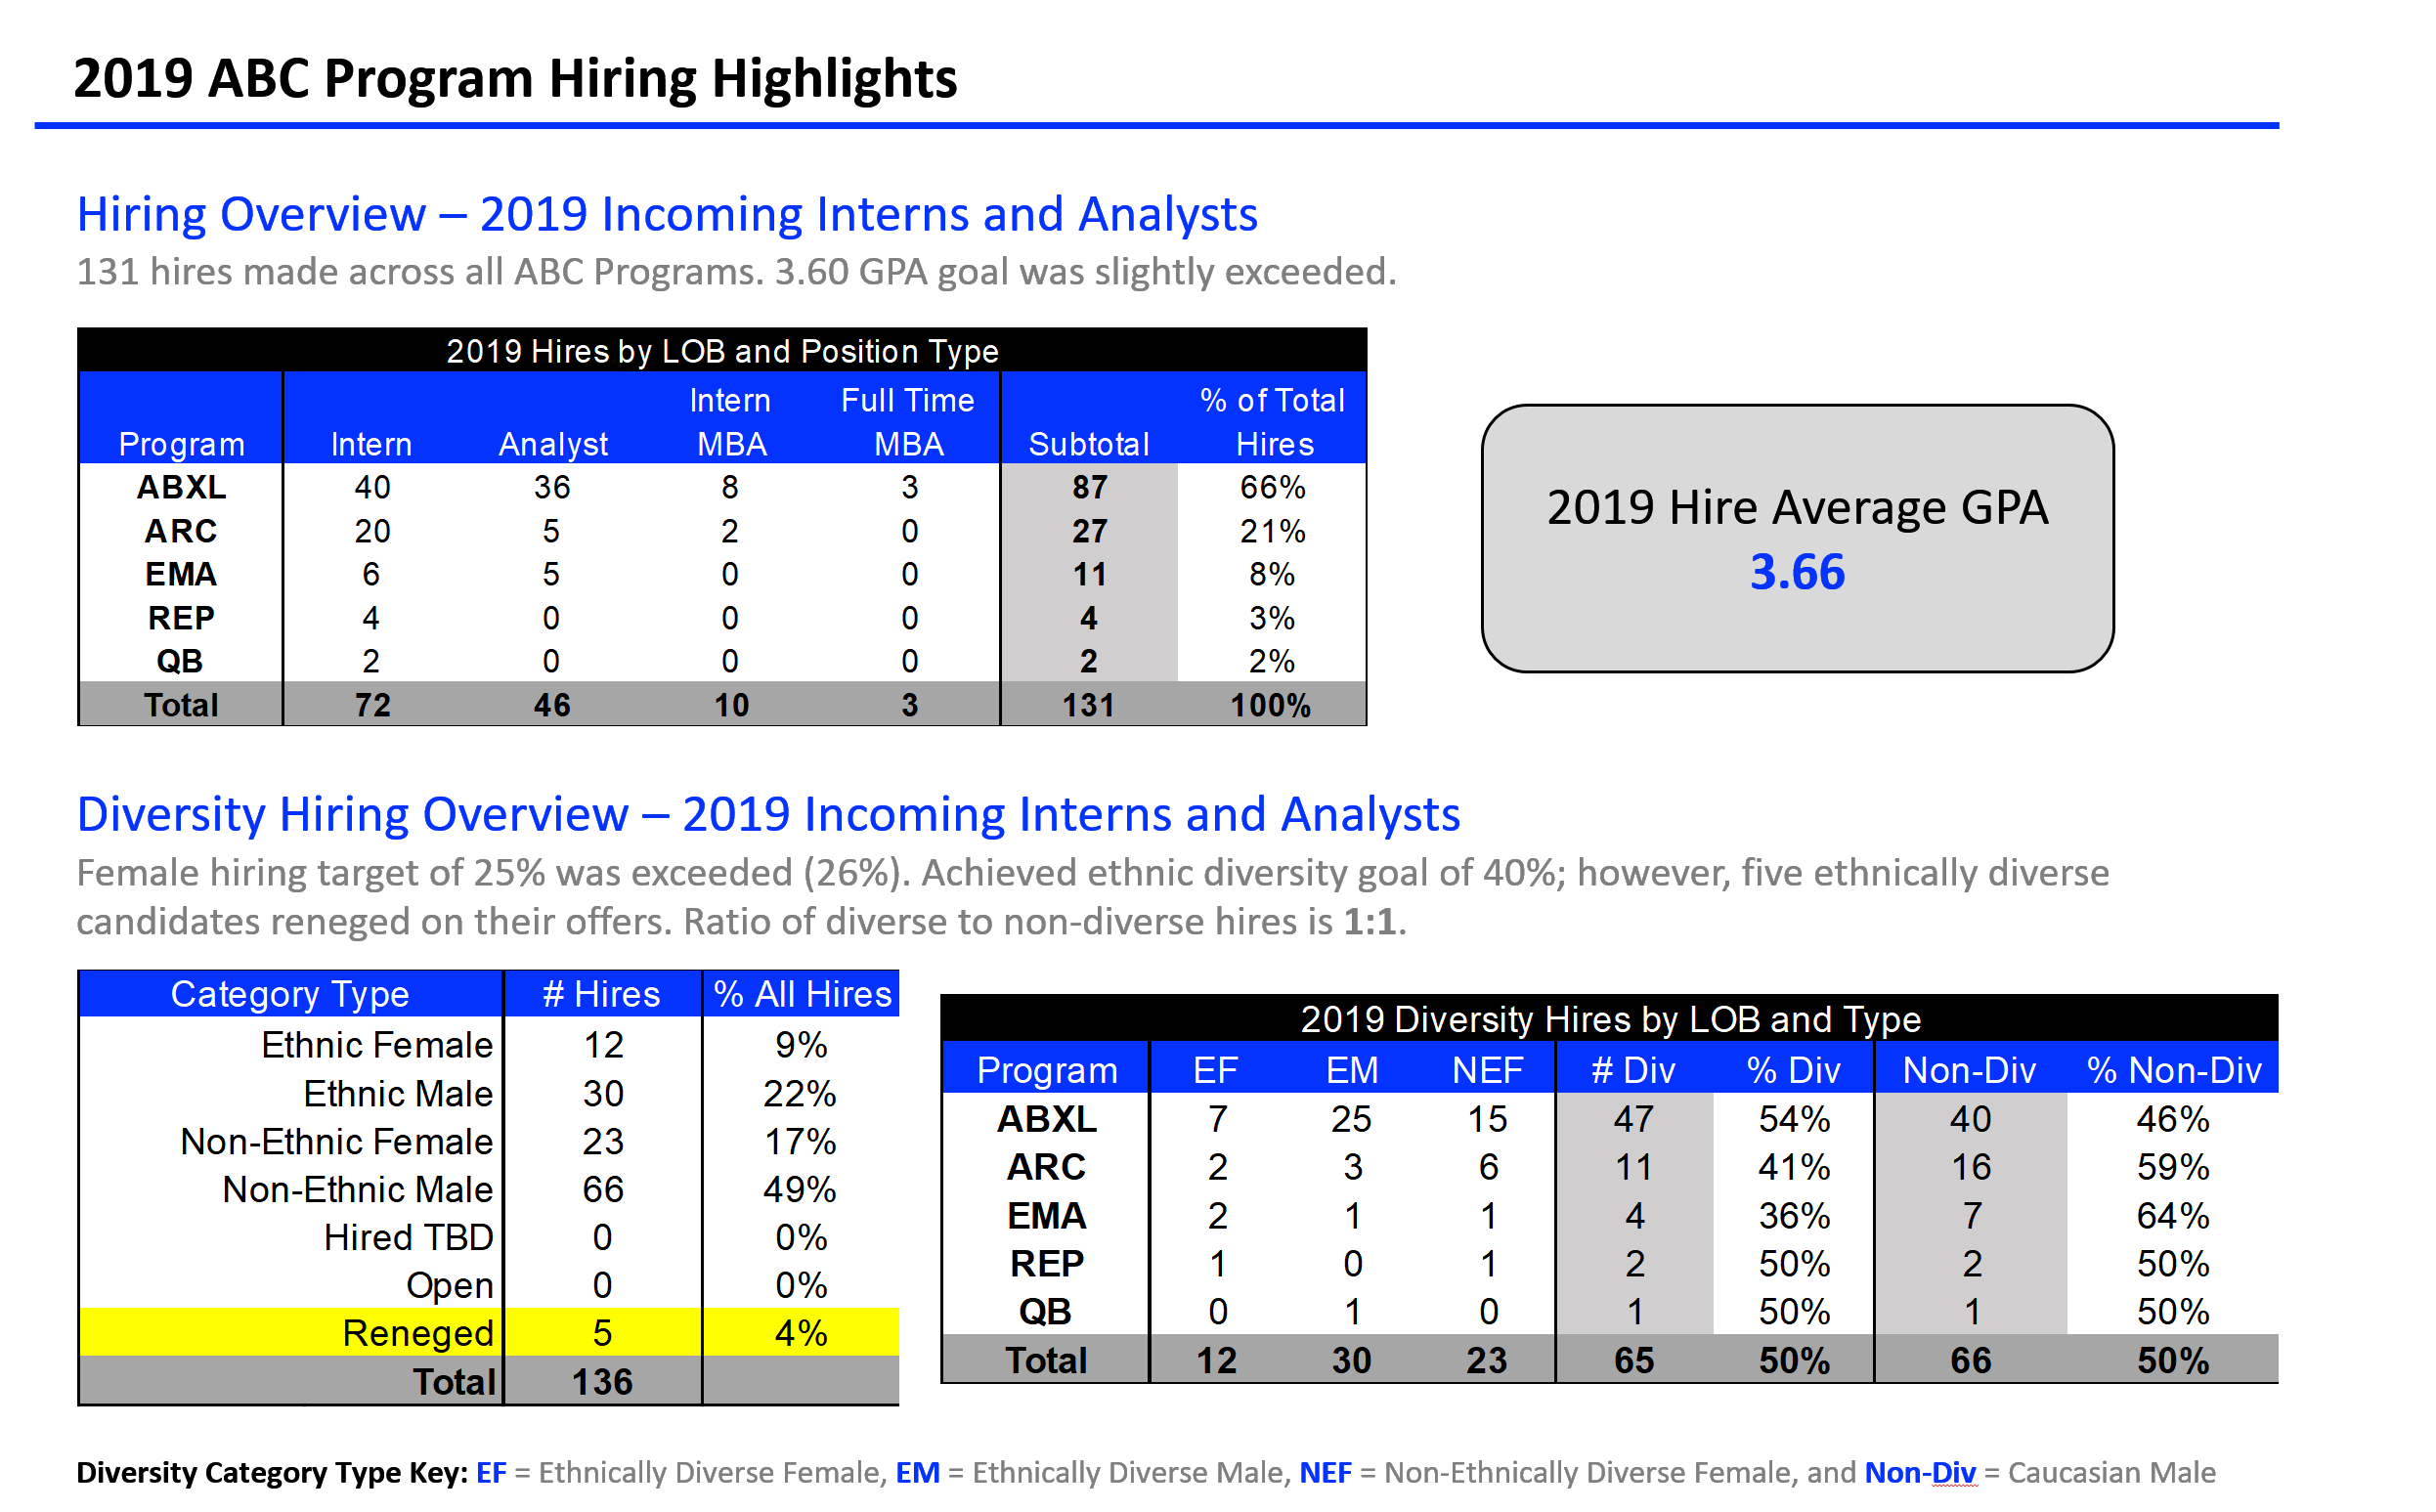 2019 ABC Program Hiring Highlights
Hiring Overview – 2019 Incoming Interns and Analysts
131 hires made across all ABC Programs. 3.60 GPA goal was slightly exceeded.
2019 Hires by LOB and Position Type
Program Intern Analyst Intern MBA Full Time MBA Subtotal % of Total Hires
ABXL 40 36 8 3 87 66%
ARC 20 5 2 0 27 21%
EMA 6 5 0 0 11 8%
REP 4 0 0 0 4 3%
QB 2 0 0 0 2 2%
Total 72 46 10 3 131 100%
2019 Hire Average GPA
3.66
Diversity Hiring Overview – 2019 Incoming Interns and Analysts
Female hiring target of 25% was exceeded (26%). Achieved ethnic diversity goal of 40%; however, five ethnically diverse
candidates reneged on their offers. Ratio of diverse to non-diverse hires is 1:1.
Category Type # Hires % All Hires
Ethnic Female 12 9%
Ethnic Male 30 22%
Non-Ethnic Female 23 17%
Non-Ethnic Male 66 49%
Hired TBD 0 0%
Open 0 0%
Reneged 5 4%
Total 136
2019 Diversity Hires by LOB and Type
Program EF EM NEF # Div % Div Non-Div % Non-Div
ABXL 7 25 15 47 54% 40 46%
ARC 2 3 6 11 41% 16 59%
EMA 2 1 1 4 36% 7 64%
REP 1 0 1 2 50% 2 50%
QB 0 1 0 1 50% 1 50%
Total 12 30 23 65 50% 66 50%
Diversity Category Type Key: EF = Ethnically Diverse Female, EM = Ethnically Diverse Male, NEF = Non-Ethnically Diverse Female, and Non-Div = Caucasian Male